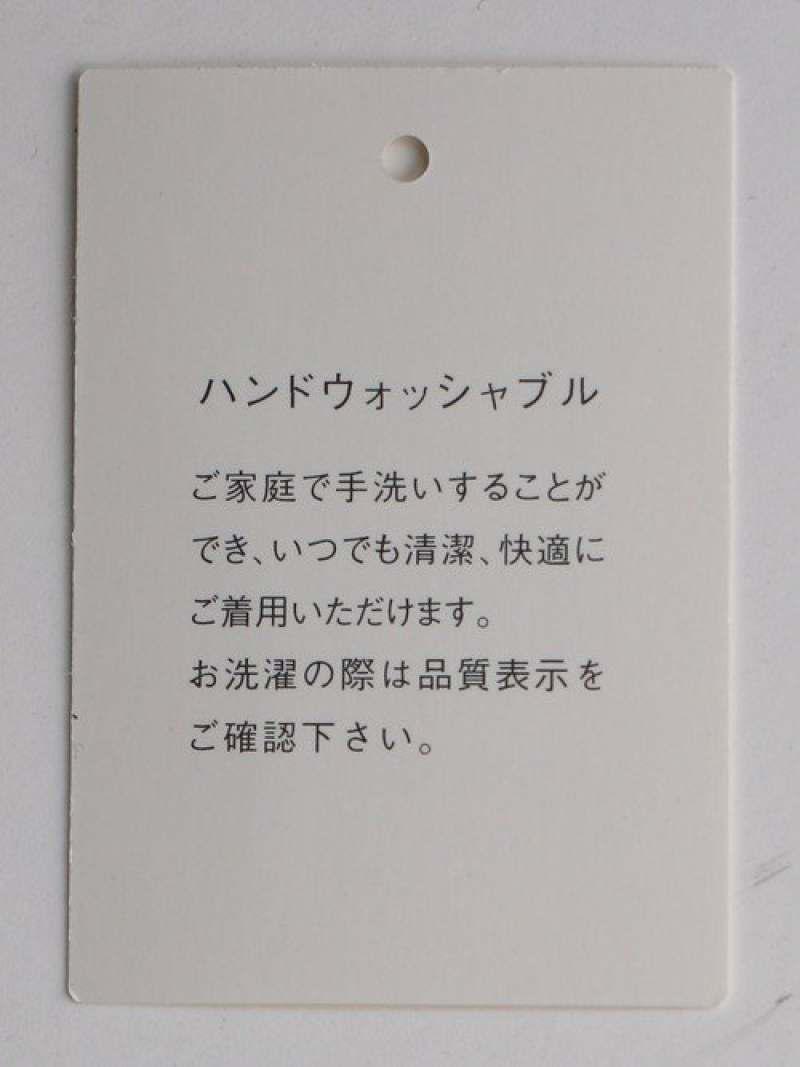 ハンドウォッシャブル
ご家庭で手洗いすることが
でき、いつでも清潔、快適に
ご着用いただけます。
お洗濯の際は品質表示を
ご確認下さい。